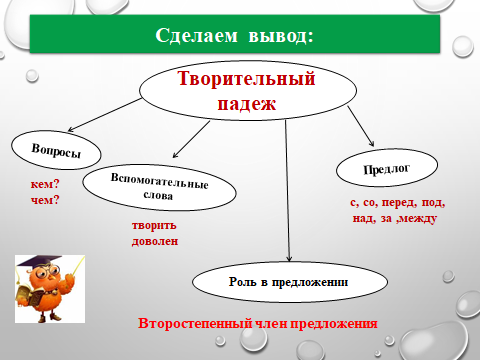 Сделаем вывод:
Творительный
падеж
Вопросы
кем?
чем?
Вспомогательные
слова
творить
доволен
Предлог
с, со, перед, под,
над, за ,между
Роль в предложении
Второстепенный член предложения